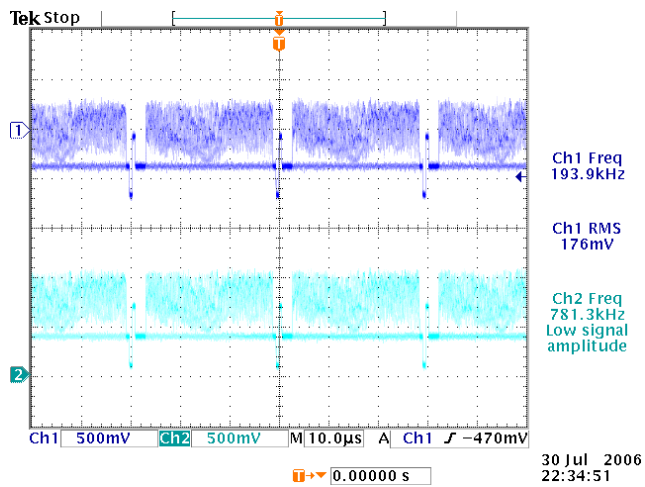 Tek Stop
T
T
1
Ch1 Freq
193.9kHz
Ch1 RMS
176mV
Ch2 Freq
781.3kHz
Low signal
amplitude
2
Ch1 500mV Ch2 500mV M 10.0µs A Ch1 ƒ -470mV
T 0.00000 s
30 Jul 2006
22:34:51